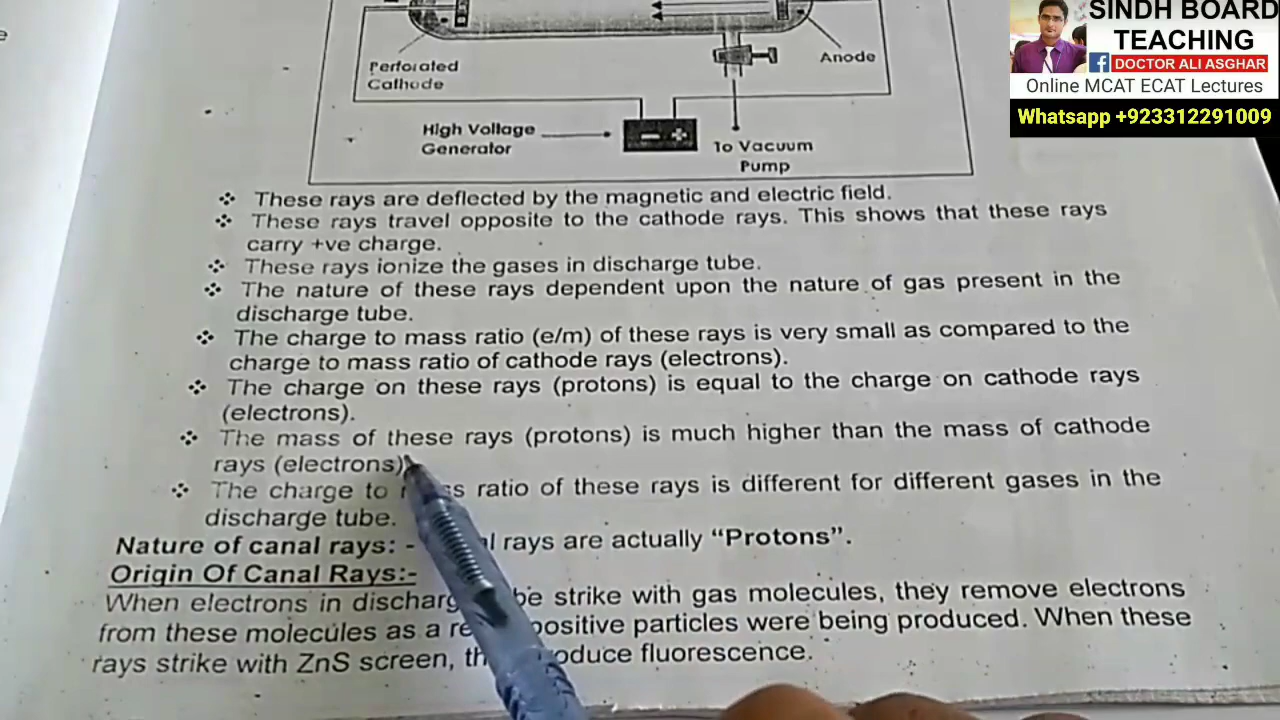 e
SINDH BOARD
TEACHING
f DOCTOR ALI ASGHAR
Online MCAT ECAT Lectures
Whatsapp +923312291009
Perforated
Cathode
Anode
High Voltage
Generator
To Vacuum
Pump
❖ These rays are deflected by the magnetic and electric field.
❖ These rays travel opposite to the cathode rays. This shows that these rays
carry +ve charge.
❖ These rays ionize the gases in discharge tube.
❖ The nature of these rays dependent upon the nature of gas present in the
discharge tube.
❖ The charge to mass ratio (e/m) of these rays is very small as compared to the
charge to mass ratio of cathode rays (electrons).
❖ The charge on these rays (protons) is equal to the charge on cathode rays
(electrons).
❖ The mass of these rays (protons) is much higher than the mass of cathode
rays (electrons)
❖ The charge to ratio of these rays is different for different gases in the
discharge tube.
Nature of canal rays: - rays are actually “Protons”.
Origin Of Canal Rays:-
When electrons in strike with gas molecules, they remove electrons
from these molecules as a positive particles were being produced. When these
rays strike with ZnS screen, fluorescence.